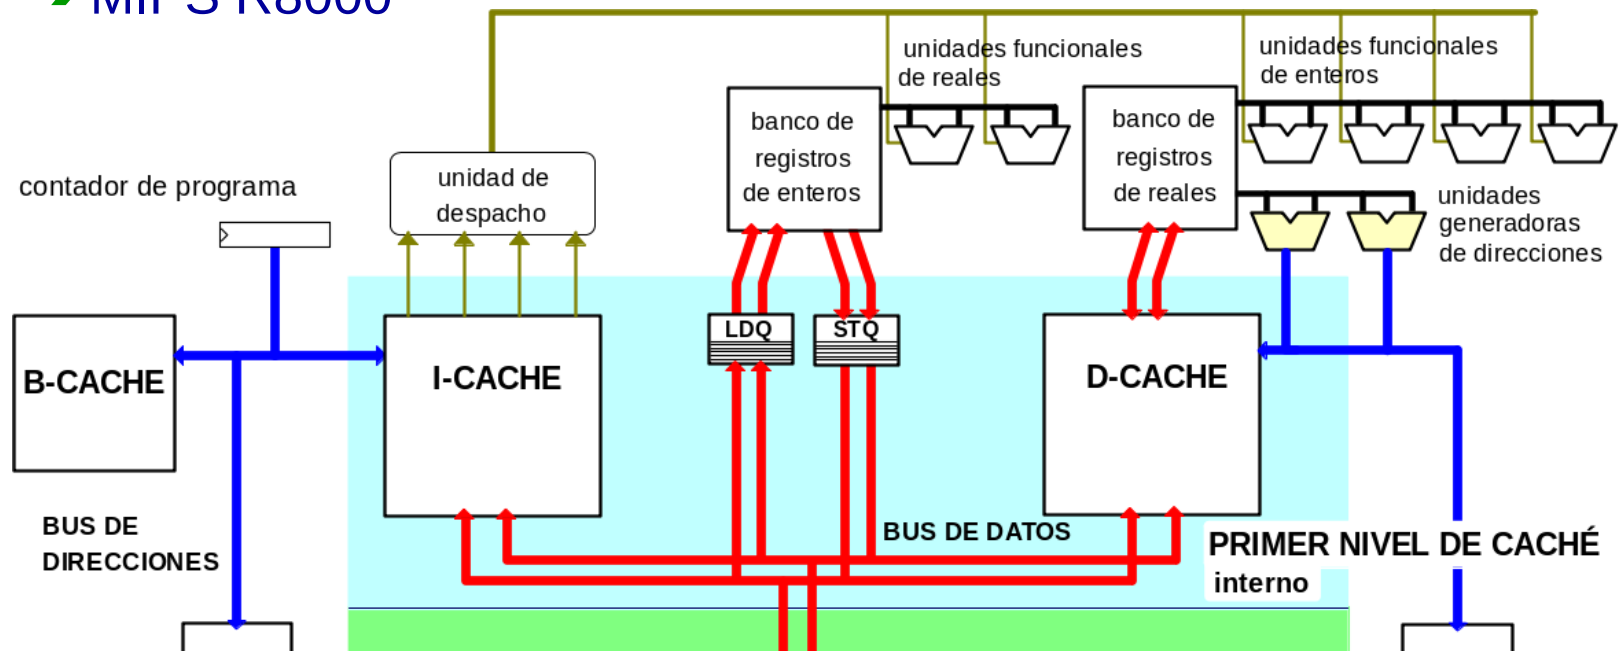 MIPS R8000
unidades funcionales
de reales
unidades funcionales
de enteros
banco de
registros
de enteros
banco de
registros
de reales
contador de programa
unidad de
despacho
unidades
generadoras
de direcciones
LDQ
STQ
B-CACHE
I-CACHE
D-CACHE
BUS DE
DIRECCIONES
BUS DE DATOS
PRIMER NIVEL DE CACHÉ
interno